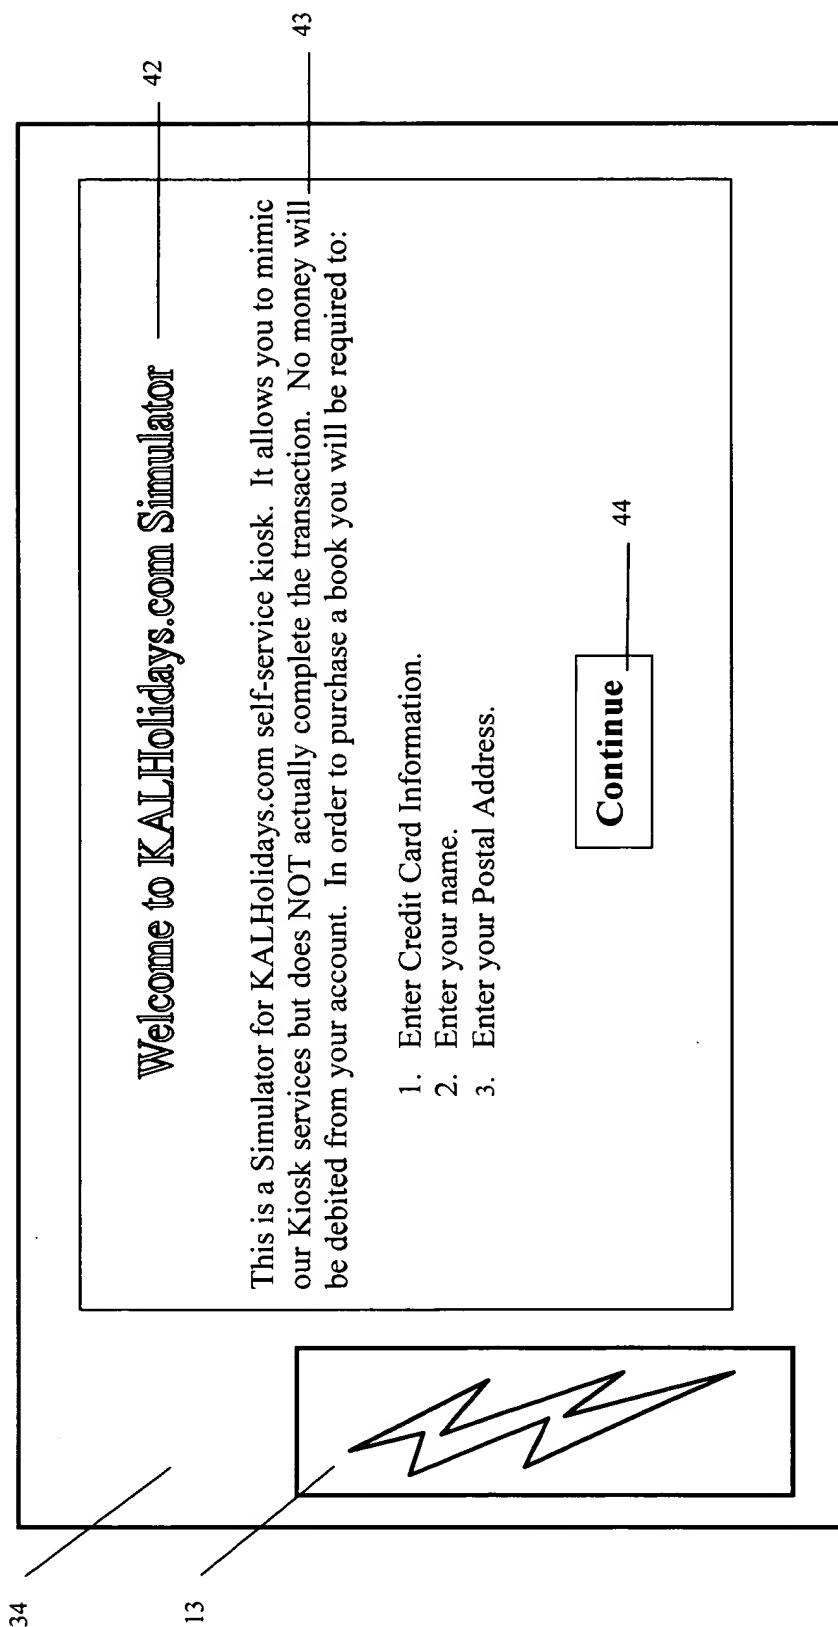 42
43
Welcome to KALHolidays.com Simulator
This is a Simulator for KALHolidays.com self-service kiosk. It allows you to mimic
our Kiosk services but does NOT actually complete the transaction. No money will
be debited from your account. In order to purchase a book you will be required to:
1. Enter Credit Card Information.
2. Enter your name.
3. Enter your Postal Address.
Continue
44
34
13